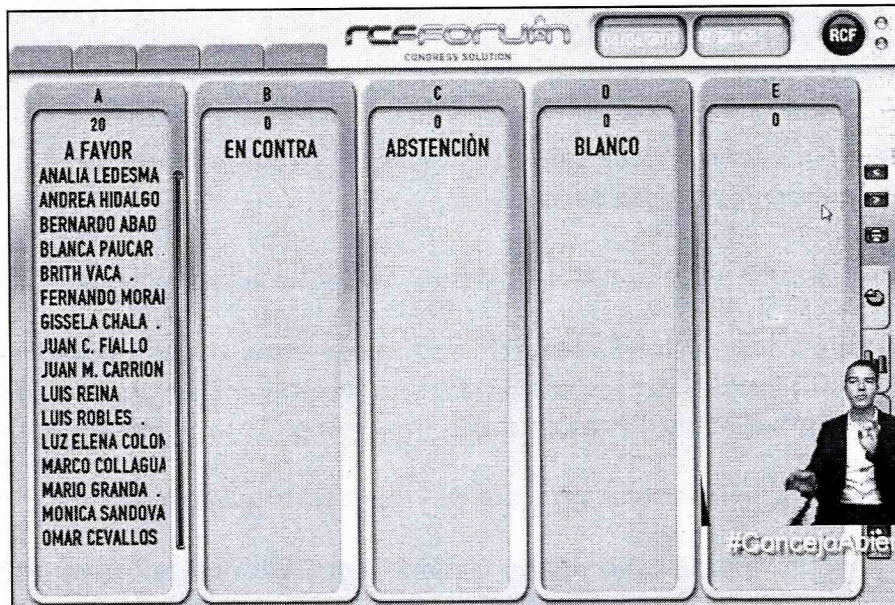 RCF FORUM
CONGRESS SOLUTION
RCF
A
20
A FAVOR
ANALIA LEDESMA
ANDREA HIDALGO
BERNARDO ABAD
BLANCA PAUCAR
BRITH VACA .
FERNANDO MORAI
GISSELA CHALA .
JUAN C. FIALLO
JUAN M. CARRION
LUIS REINA
LUIS ROBLES .
LUZ ELENA COLON
MARCO COLLAGUA
MARIO GRANDA .
MONICA SANDOVA
OMAR CEVALLOS
B
0
EN CONTRA
C
0
ABSTENCIÒN
D
0
BLANCO
E
0
#ConcejoAbie